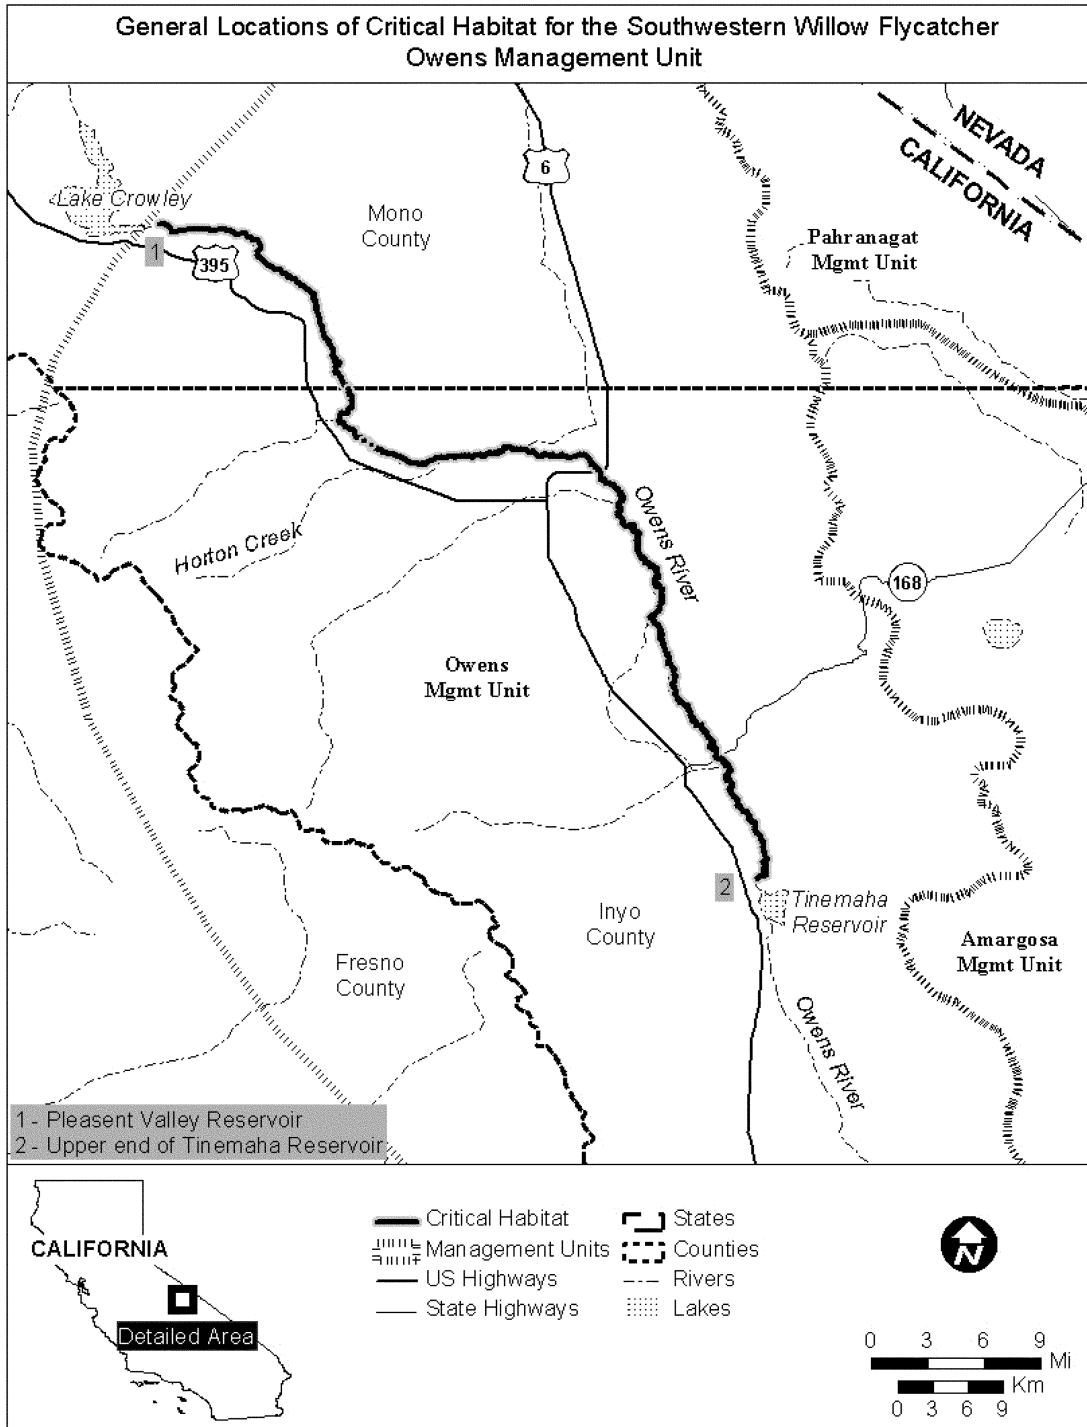 General Locations of Critical Habitat for the Southwestern Willow Flycatcher
Owens Management Unit
NEVADA
CALIFORNIA
6
Lake Crowley
Mono
County
1
395
Pahranagat
Mgmt Unit
Owens River
Horton Creek
168
Owens
Mgmt Unit
2
Tinemaha
Reservoir
Inyo
County
Amargosa
Mgmt Unit
Fresno
County
Owens River
1 - Pleasent Valley Reservoir
2 - Upper end of Tinemaha Reservoir
CALIFORNIA
Detailed Area
Critical Habitat
Management Units
US Highways
State Highways
States
Counties
Rivers
Lakes
N
0 3 6 9
Mi
Km
0 3 6 9